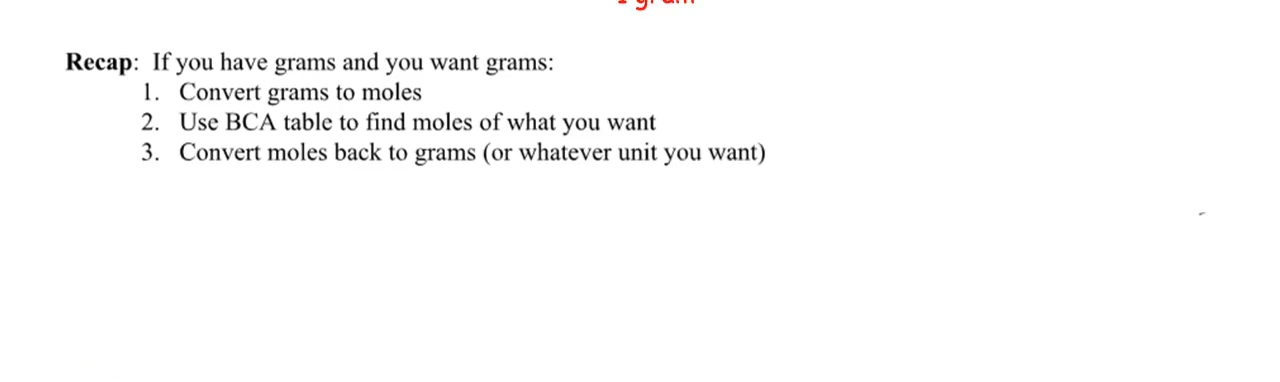 Recap: If you have grams and you want grams:
1. Convert grams to moles
2. Use BCA table to find moles of what you want
3. Convert moles back to grams (or whatever unit you want)